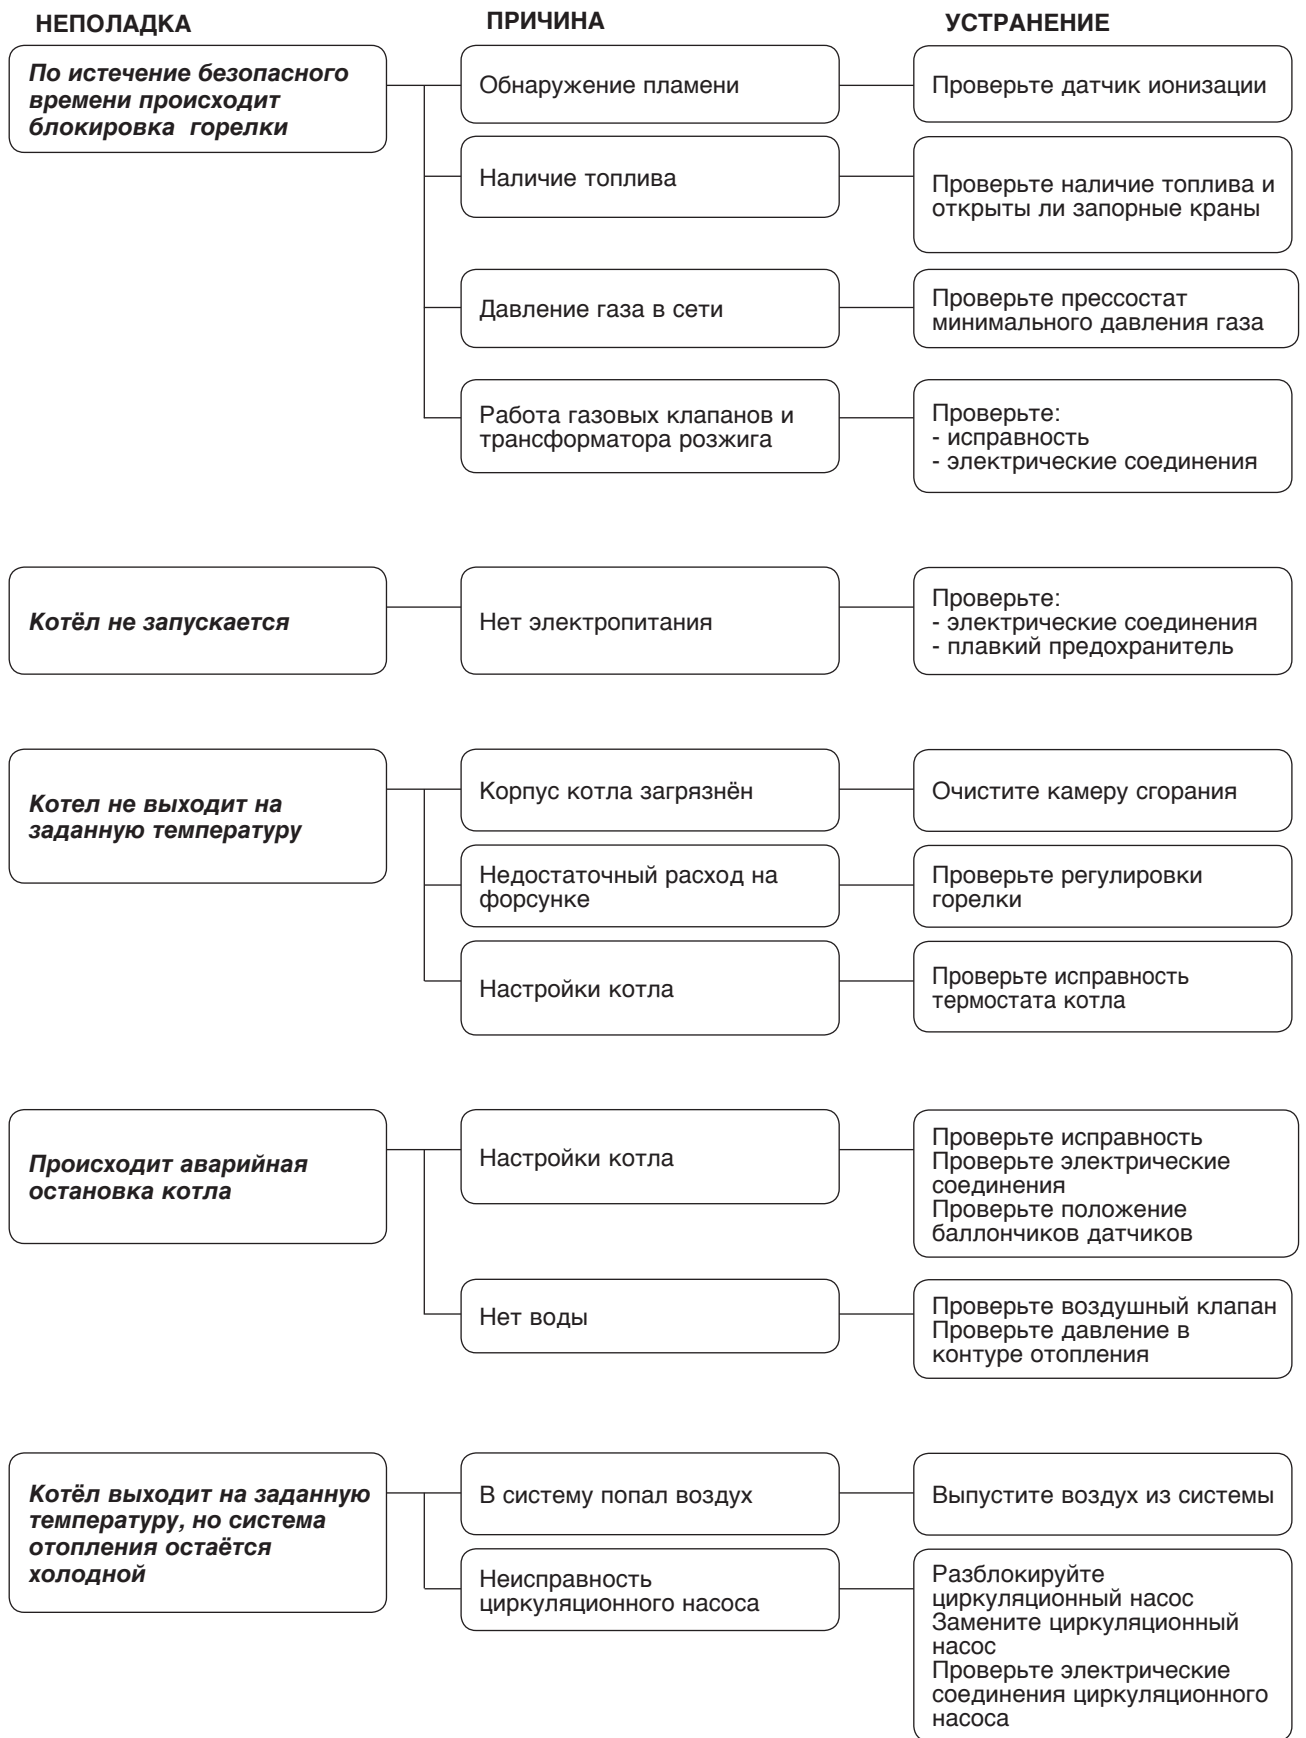 НЕПОЛАДКА
ПРИЧИНА
УСТРАНЕНИЕ
По истечение безопасного
времени происходит
блокировка горелки
Обнаружение пламени
Проверьте датчик ионизации
Наличие топлива
Проверьте наличие топлива и
открыты ли запорные краны
Давление газа в сети
Проверьте прессостат
минимального давления газа
Работа газовых клапанов и
трансформатора розжига
Проверьте:
- исправность
- электрические соединения
Котёл не запускается
Нет электропитания
Проверьте:
- электрические соединения
- плавкий предохранитель
Котел не выходит на
заданную температуру
Корпус котла загрязнён
Очистите камеру сгорания
Недостаточный расход на
форсунке
Проверьте регулировки
горелки
Настройки котла
Проверьте исправность
термостата котла
Происходит аварийная
остановка котла
Настройки котла
Проверьте исправность
Проверьте электрические
соединения
Проверьте положение
баллончиков датчиков
Нет воды
Проверьте воздушный клапан
Проверьте давление в
контуре отопления
Котёл выходит на заданную
температуру, но система
отопления остаётся
холодной
В систему попал воздух
Выпустите воздух из системы
Неисправность
циркуляционного насоса
Разблокируйте
циркуляционный насос
Замените циркуляционный
насос
Проверьте электрические
соединения циркуляционного
насоса